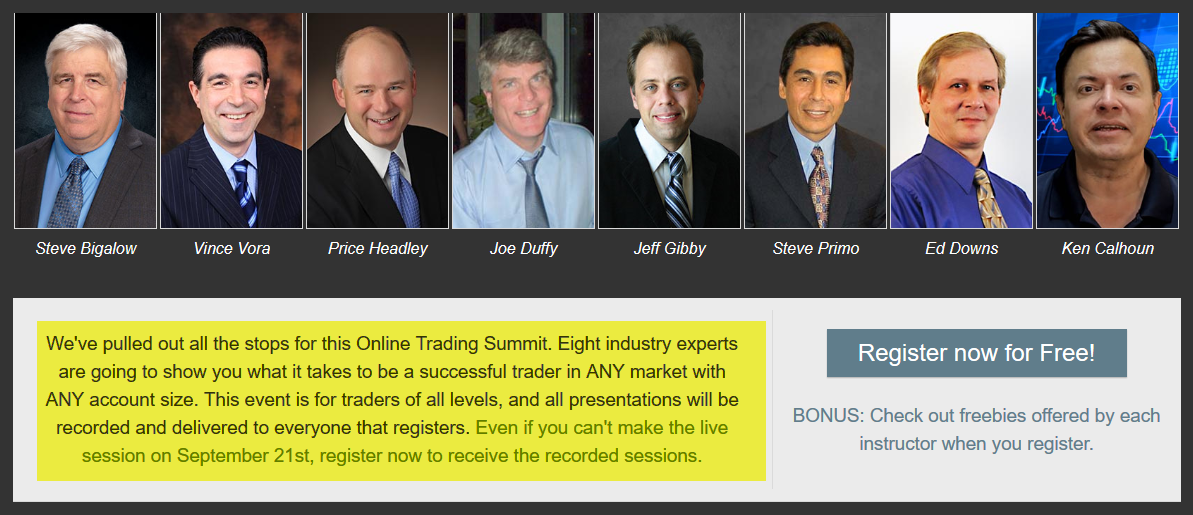 Steve Bigalow
Vince Vora
Price Headley
Joe Duffy
Jeff Gibby
Steve Primo
Ed Downs
Ken Calhoun
We've pulled out all the stops for this Online Trading Summit. Eight industry experts
are going to show you what it takes to be a successful trader in ANY market with
ANY account size. This event is for traders of all levels, and all presentations will be
recorded and delivered to everyone that registers. Even if you can't make the live
session on September 21st, register now to receive the recorded sessions.
Register now for Free!
BONUS: Check out freebies offered by each
instructor when you register.